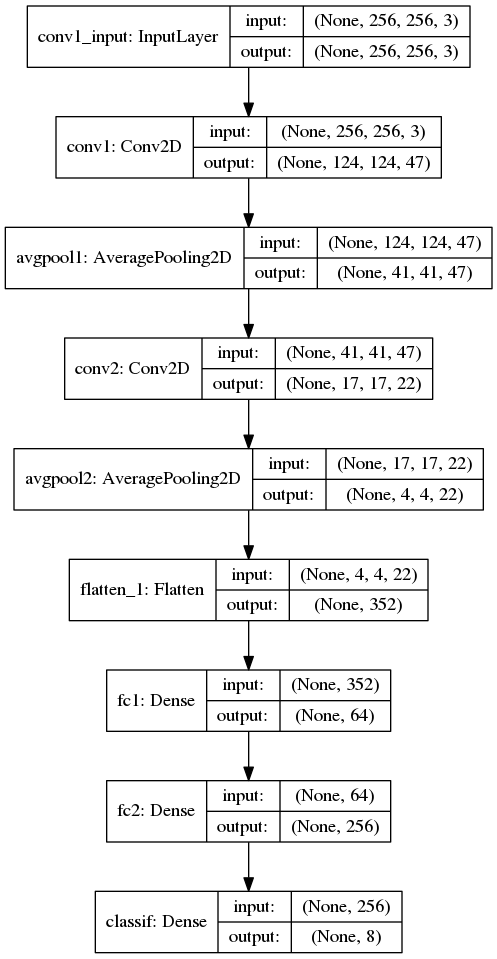 conv1_input: InputLayer
input: (None, 256, 256, 3)
output: (None, 256, 256, 3)
conv1: Conv2D
input: (None, 256, 256, 3)
output: (None, 124, 124, 47)
avgpool1: AveragePooling2D
input: (None, 124, 124, 47)
output: (None, 41, 41, 47)
conv2: Conv2D
input: (None, 41, 41, 47)
output: (None, 17, 17, 22)
avgpool2: AveragePooling2D
input: (None, 17, 17, 22)
output: (None, 4, 4, 22)
flatten_1: Flatten
input: (None, 4, 4, 22)
output: (None, 352)
fc1: Dense
input: (None, 352)
output: (None, 64)
fc2: Dense
input: (None, 64)
output: (None, 256)
classif: Dense
input: (None, 256)
output: (None, 8)